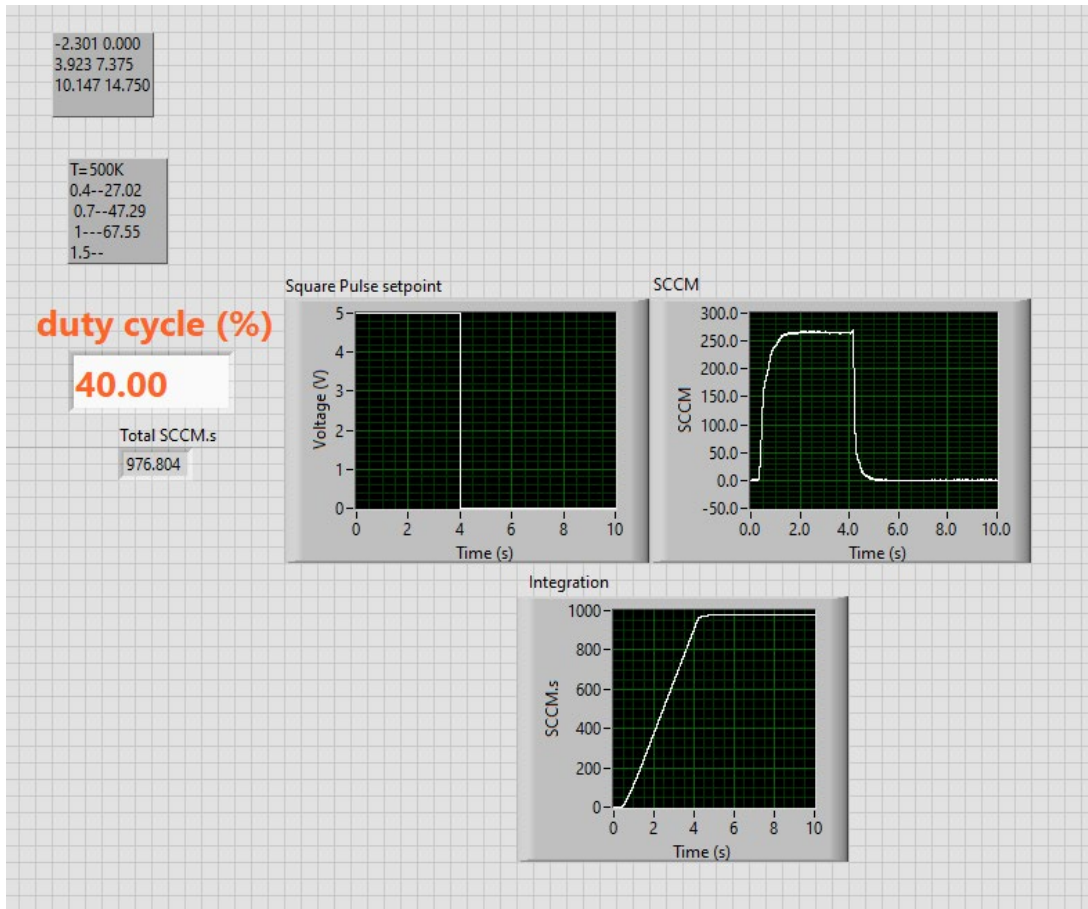 -2.301 0.000
3.923 7.375
10.147 14.750
T=500K
0.4--27.02
0.7--47.29
1---67.55
1.5--
duty cycle (%)
40.00
Total SCCM.s
976.804
Square Pulse setpoint
Voltage (V)
5
4
3
2
1
0
0 2 4 6 8 10
Time (s)
SCCM
SCCM
300.0
250.0
200.0
150.0
100.0
50.0
0.0
-50.0
0.0 2.0 4.0 6.0 8.0 10.0
Time (s)
Integration
SCCM.s
1000
800
600
400
200
0
0 2 4 6 8 10
Time (s)